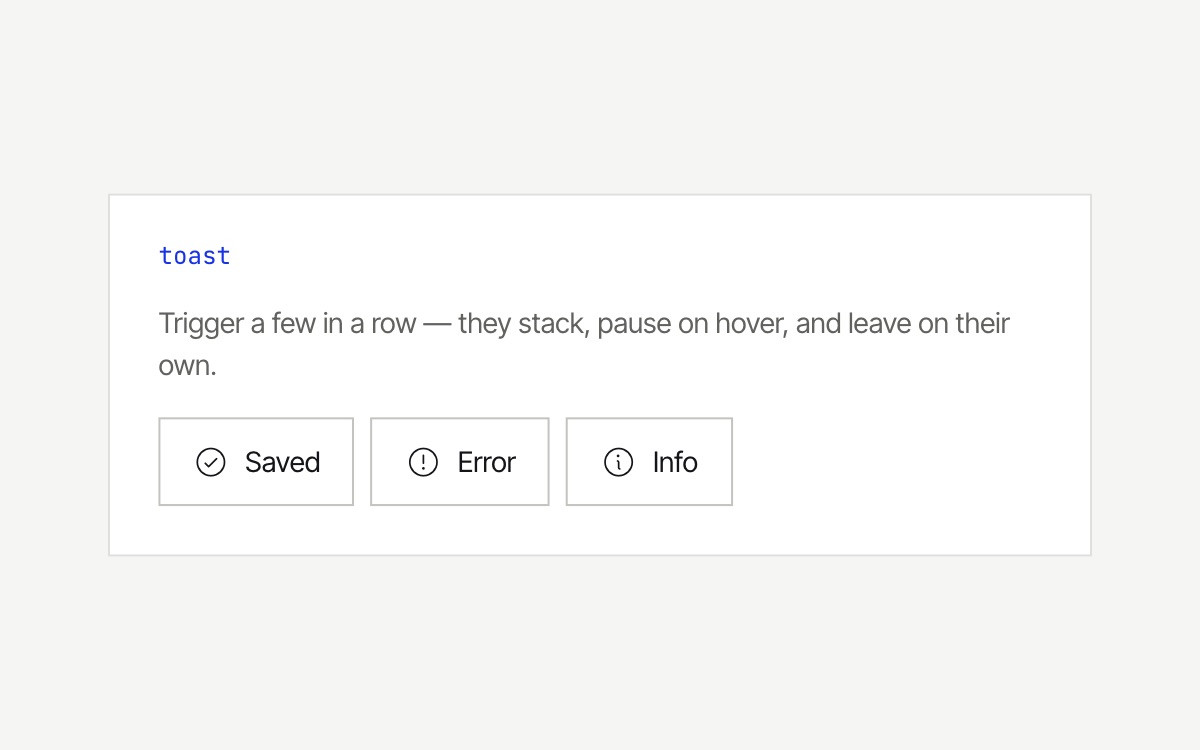 toast
Trigger a few in a row — they stack, pause on hover, and leave on their
own.
Saved
Error
Info